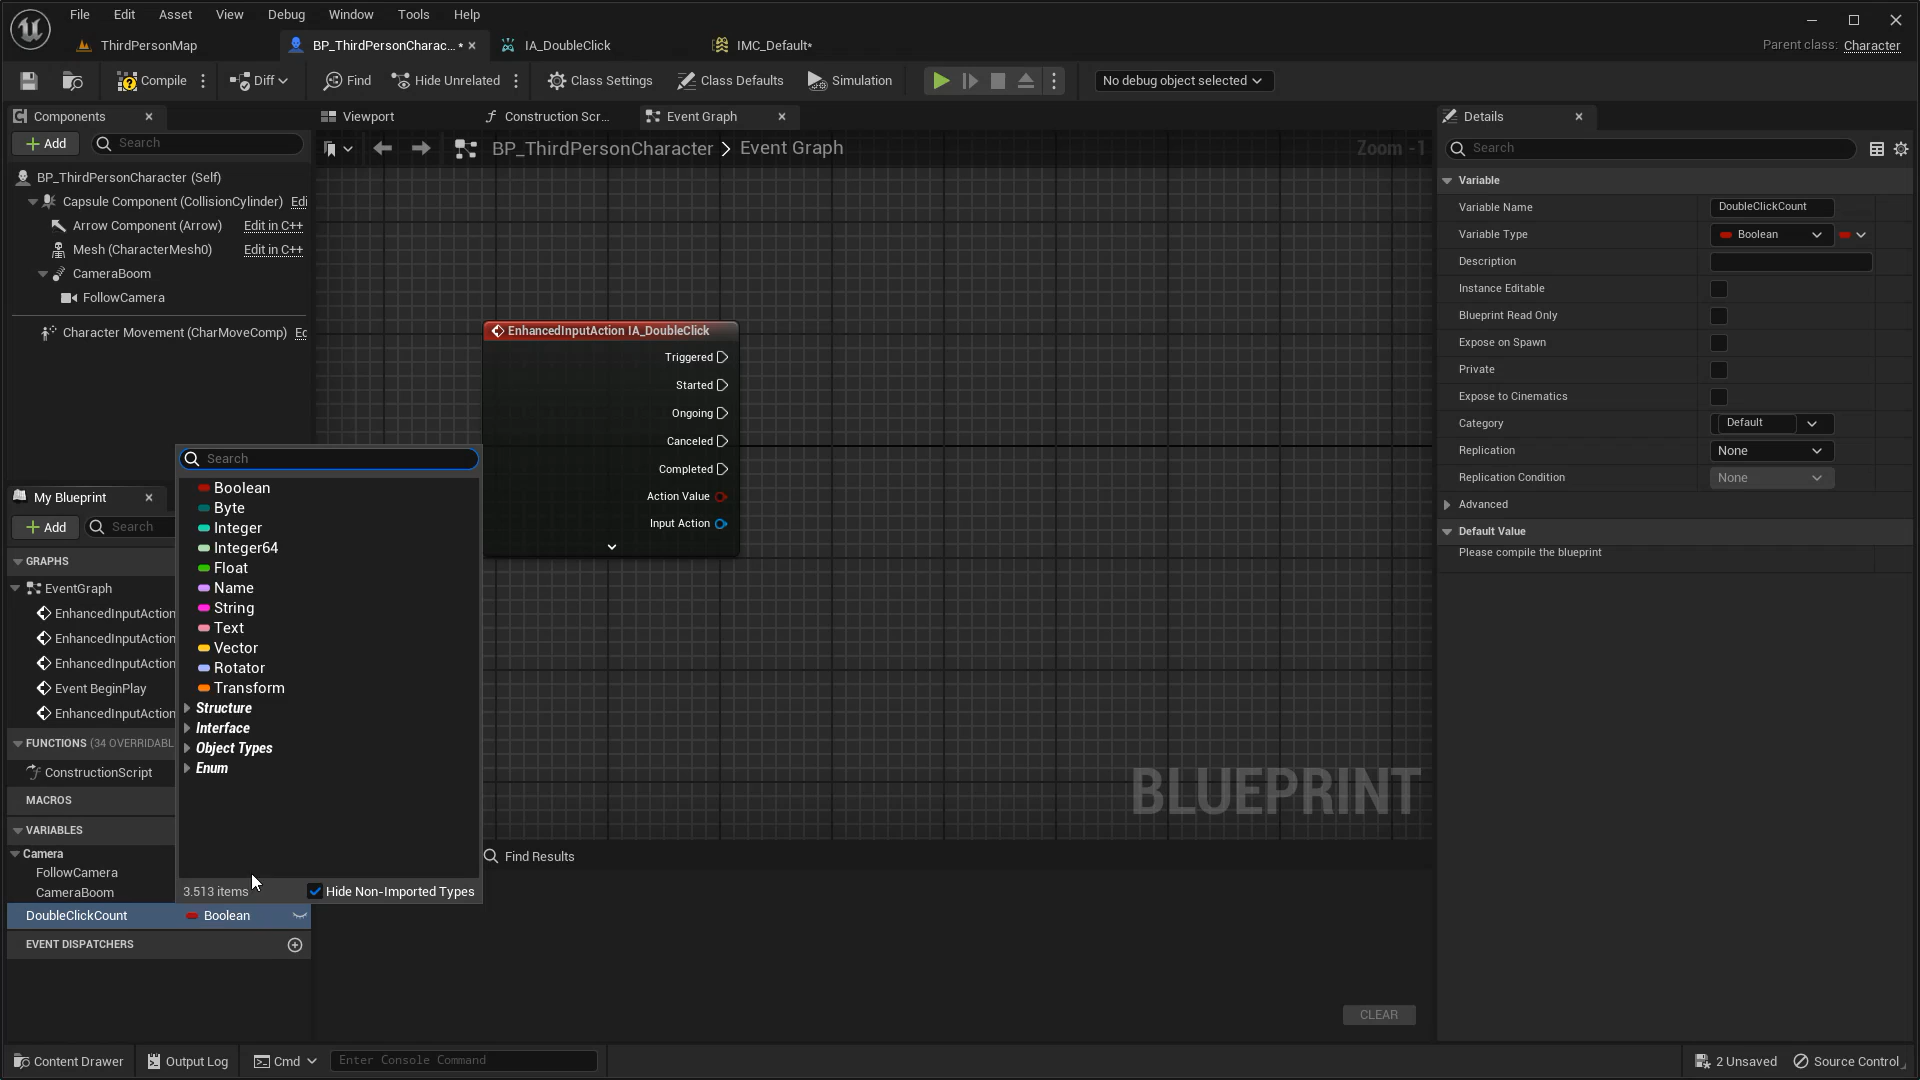 File Edit Asset View Debug Window Tools Help
ThirdPersonMap BP_ThirdPersonCharac... * IA_DoubleClick IMC_Default*
Parent class: Character
Compile Diff Find Hide Unrelated Class Settings Class Defaults Simulation No debug object selected
Components
Add Search
BP_ThirdPersonCharacter (Self)
Capsule Component (CollisionCylinder) Edi
Arrow Component (Arrow) Edit in C++
Mesh (CharacterMesh0) Edit in C++
CameraBoom
FollowCamera
Character Movement (CharMoveComp) Ec
My Blueprint
Add Search
GRAPHS
EventGraph
EnhancedInputAction
EnhancedInputAction
EnhancedInputAction
Event BeginPlay
EnhancedInputAction
FUNCTIONS (34 OVERRIDABL
ConstructionScript
MACROS
VARIABLES
Camera
FollowCamera
CameraBoom
DoubleClickCount Boolean
EVENT DISPATCHERS
Search
Boolean
Byte
Integer
Integer64
Float
Name
String
Text
Vector
Rotator
Transform
Structure
Interface
Object Types
Enum
3.513 items Hide Non-Imported Types
Viewport Construction Scr... Event Graph
BP_ThirdPersonCharacter > Event Graph Zoom -1
EnhancedInputAction IA_DoubleClick
Triggered
Started
Ongoing
Canceled
Completed
Action Value
Input Action
BLUEPRINT
Find Results
CLEAR
Details
Search
Variable
Variable Name DoubleClickCount
Variable Type Boolean
Description
Instance Editable
Blueprint Read Only
Expose on Spawn
Private
Expose to Cinematics
Category Default
Replication None
Replication Condition None
Advanced
Default Value
Please compile the blueprint
Content Drawer Output Log Cmd Enter Console Command 2 Unsaved Source Control